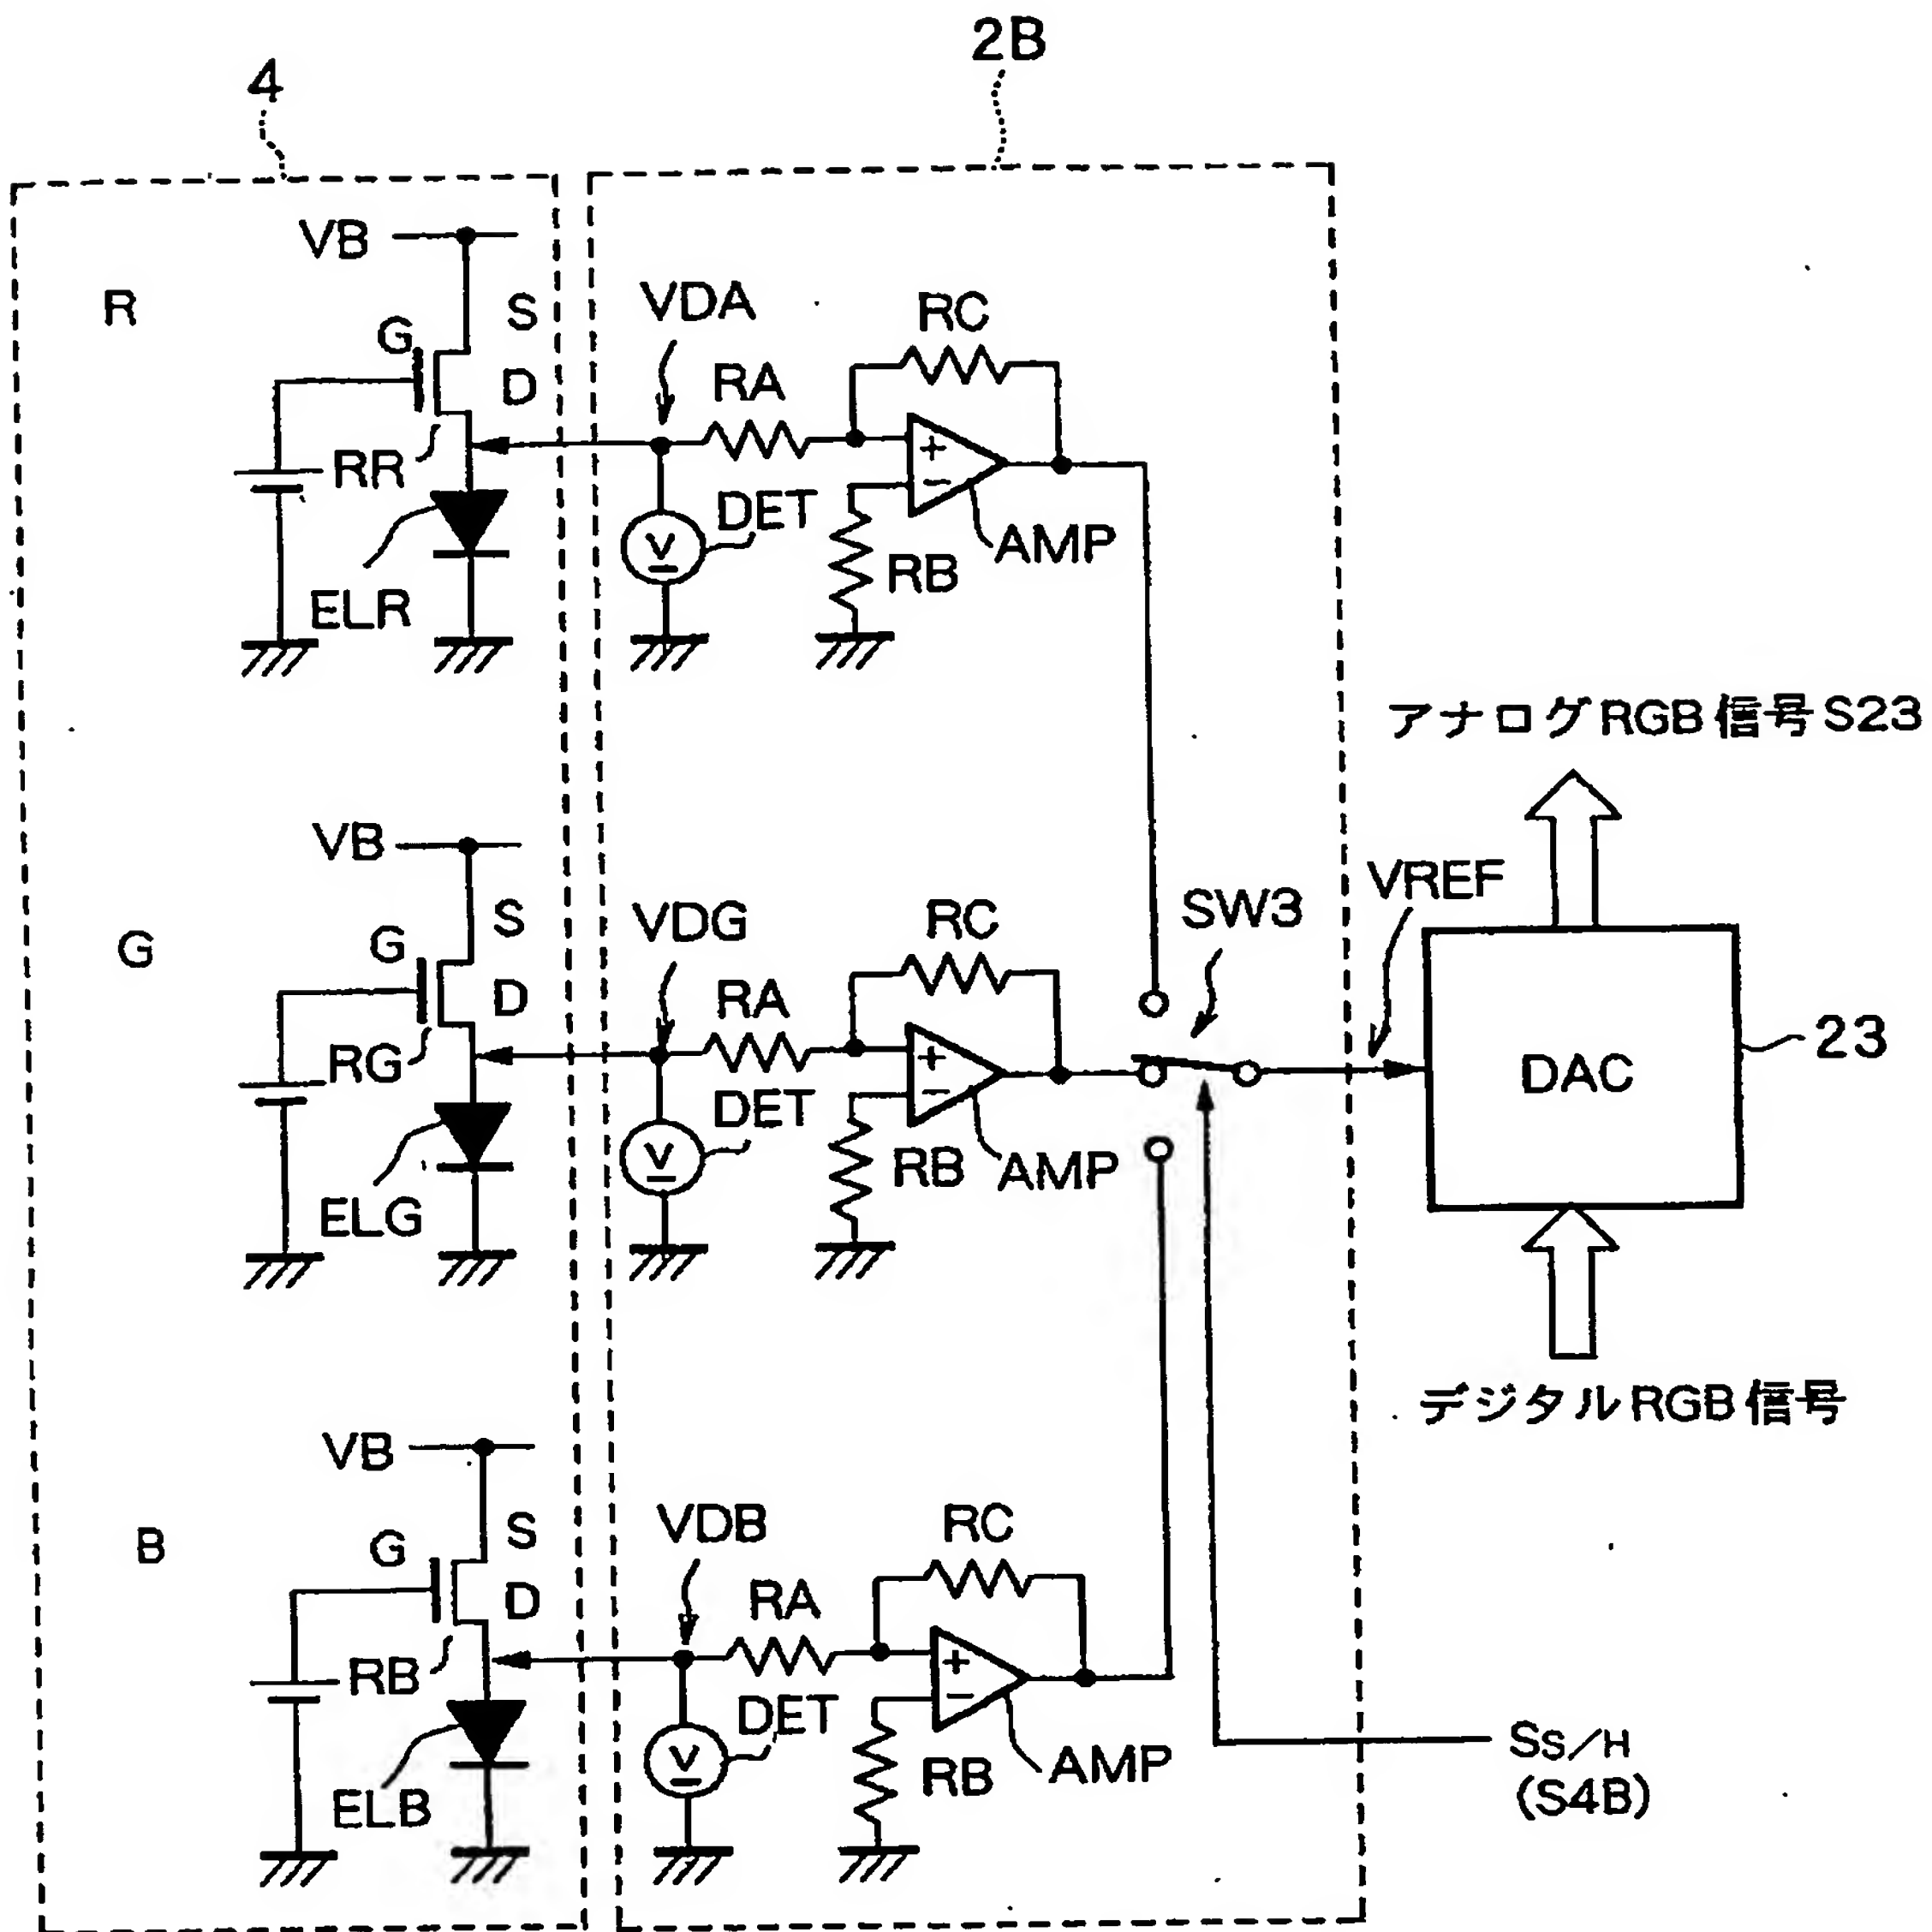 2B
4
VB
R
S
VDA
RC
G
D
RA
RR
+
-
DET
V
AMP
RB
ELR
アナログRGB信号S23
VB
VREF
SW3
S
VDG
RC
G
G
D
RA
23
DAC
RG
+
-
DET
V
RB
AMP
ELG
デジタルRGB信号
VB
S
VDB
RC
B
G
D
RA
RB
+
-
DET
V
SS/H
RB
AMP
(S4B)
ELB